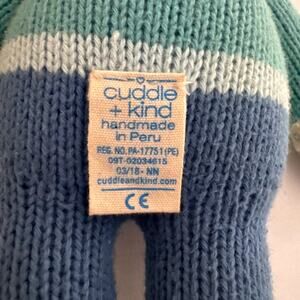 cuddle
+ kind
handmade
in Peru
REG. NO. PA-17751 (PE)
09T-02034615
03/18 - NN
cuddleandkind.com
CE